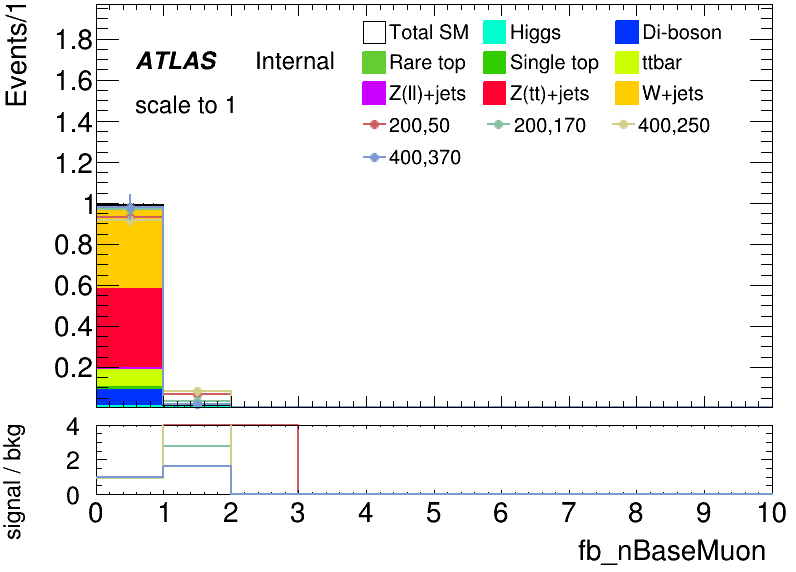 Events/1
1.8
1.6
1.4
1.2
1
0.8
0.6
0.4
0.2
ATLAS Internal
scale to 1
Total SM Higgs Di-boson
Rare top Single top ttbar
Z(ll)+jets Z(tt)+jets W+jets
200,50 200,170 400,250
400,370
signal / bkg
4
2
0
0 1 2 3 4 5 6 7 8 9 10
fb_nBaseMuon